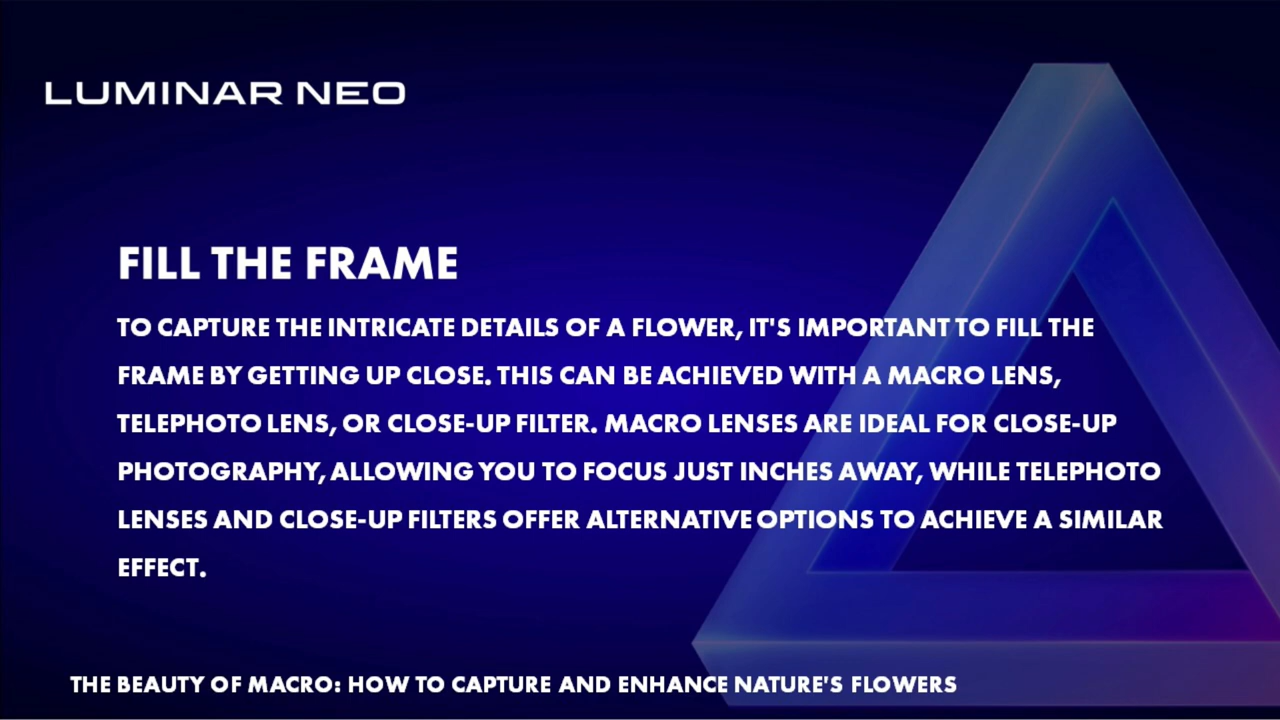 LUMINAR NEO
FILL THE FRAME
TO CAPTURE THE INTRICATE DETAILS OF A FLOWER, IT'S IMPORTANT TO FILL THE
FRAME BY GETTING UP CLOSE. THIS CAN BE ACHIEVED WITH A MACRO LENS,
TELEPHOTO LENS, OR CLOSE-UP FILTER. MACRO LENSES ARE IDEAL FOR CLOSE-UP
PHOTOGRAPHY, ALLOWING YOU TO FOCUS JUST INCHES AWAY, WHILE TELEPHOTO
LENSES AND CLOSE-UP FILTERS OFFER ALTERNATIVE OPTIONS TO ACHIEVE A SIMILAR
EFFECT.
THE BEAUTY OF MACRO: HOW TO CAPTURE AND ENHANCE NATURE'S FLOWERS